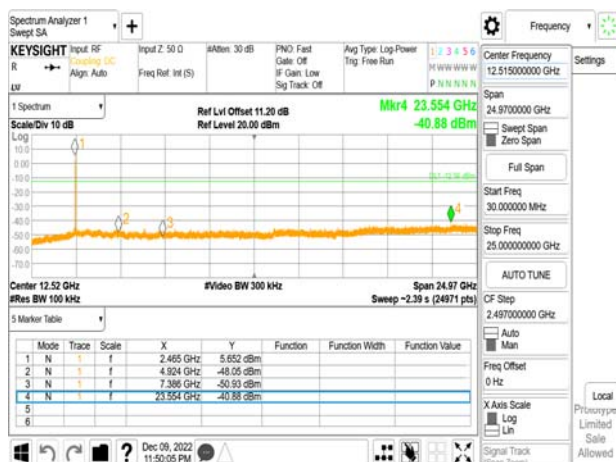 Spectrum Analyzer 1
Swept SA
Frequency
KEYSIGHT
Input: RF
Coupling: DC
Align: Auto
Input Z: 50 Ω
Freq Ref: Int (S)
#Atten: 30 dB
PNO: Fast
Gate: Off
IF Gain: Low
Sig Track: Off
Avg Type: Log-Power
Trig: Free Run
1 2 3 4 5 6
M W W W W W
P N N N N N
R
LVI
1 Spectrum
Scale/Div 10 dB
Ref Lvl Offset 11.20 dB
Ref Level 20.00 dBm
Mkr4 23.554 GHz
-40.88 dBm
Log
10.0
0.00
-10.0
-20.0
-30.0
-40.0
-50.0
-60.0
-70.0
1
2
3
4
Center 12.52 GHz
#Res BW 100 kHz
#Video BW 300 kHz
Span 24.97 GHz
Sweep ~2.39 s (24971 pts)
5 Marker Table
Mode Trace Scale X Y Function Function Width Function Value
1 N 1 f 2.465 GHz 5.652 dBm
2 N 1 f 4.924 GHz -48.05 dBm
3 N 1 f 7.386 GHz -50.93 dBm
4 N 1 f 23.554 GHz -40.88 dBm
5
6
Dec 09, 2022
11:50:05 PM
Center Frequency
12.515000000 GHz
Settings
Span
24.9700000 GHz
Swept Span
Zero Span
Full Span
Start Freq
30.000000 MHz
Stop Freq
25.000000000 GHz
AUTO TUNE
CF Step
2.497000000 GHz
Auto
Man
Freq Offset
0 Hz
X Axis Scale
Log
Lin
Signal Track
Local
Prototype
Limited
Sale
Allowed